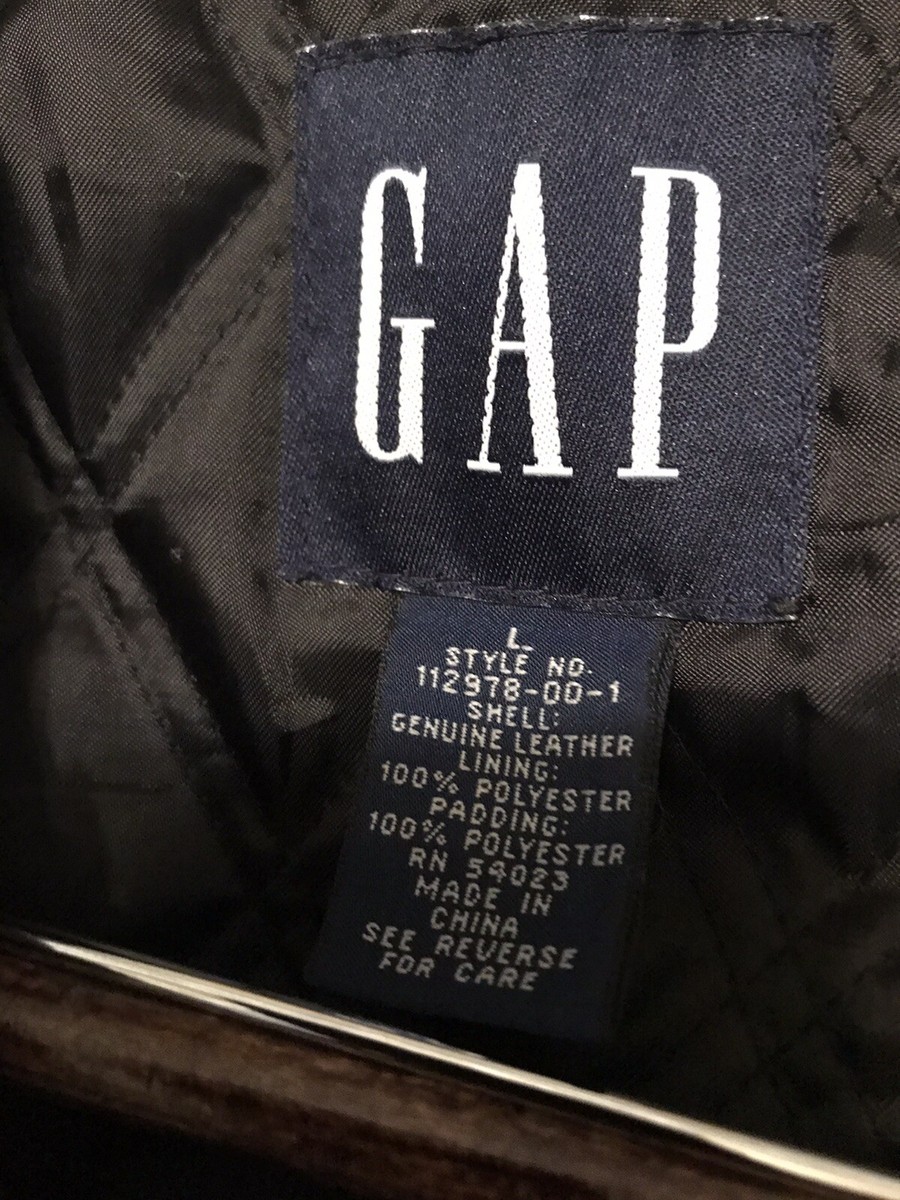 GAP
L
STYLE NO.
112978-00-1
SHELL:
GENUINE LEATHER
LINING:
100% POLYESTER
PADDING:
100% POLYESTER
RN 54023
MADE IN
CHINA
SEE REVERSE
FOR CARE